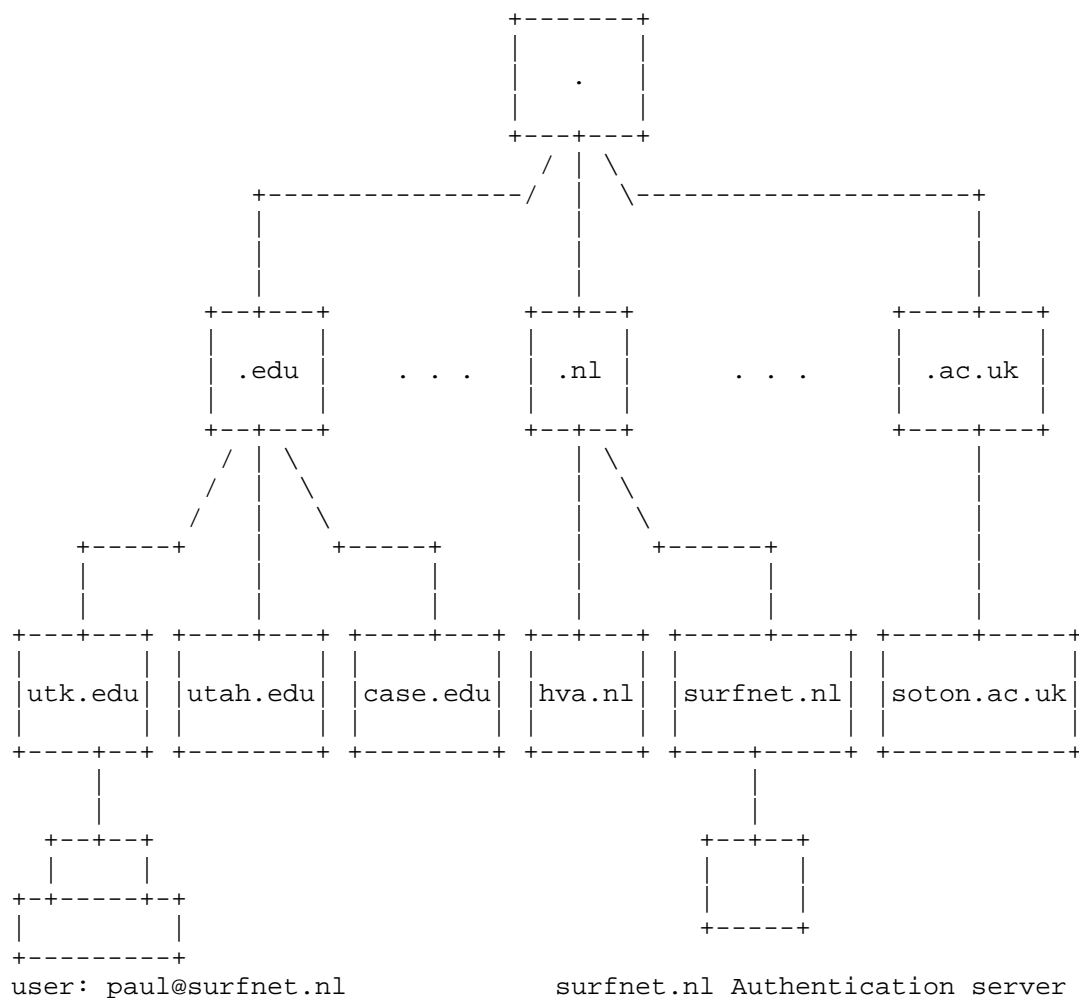 .
.edu . . . .nl . . . .ac.uk
utk.edu utah.edu case.edu hva.nl surfnet.nl soton.ac.uk
user: paul@surfnet.nl surfnet.nl Authentication server